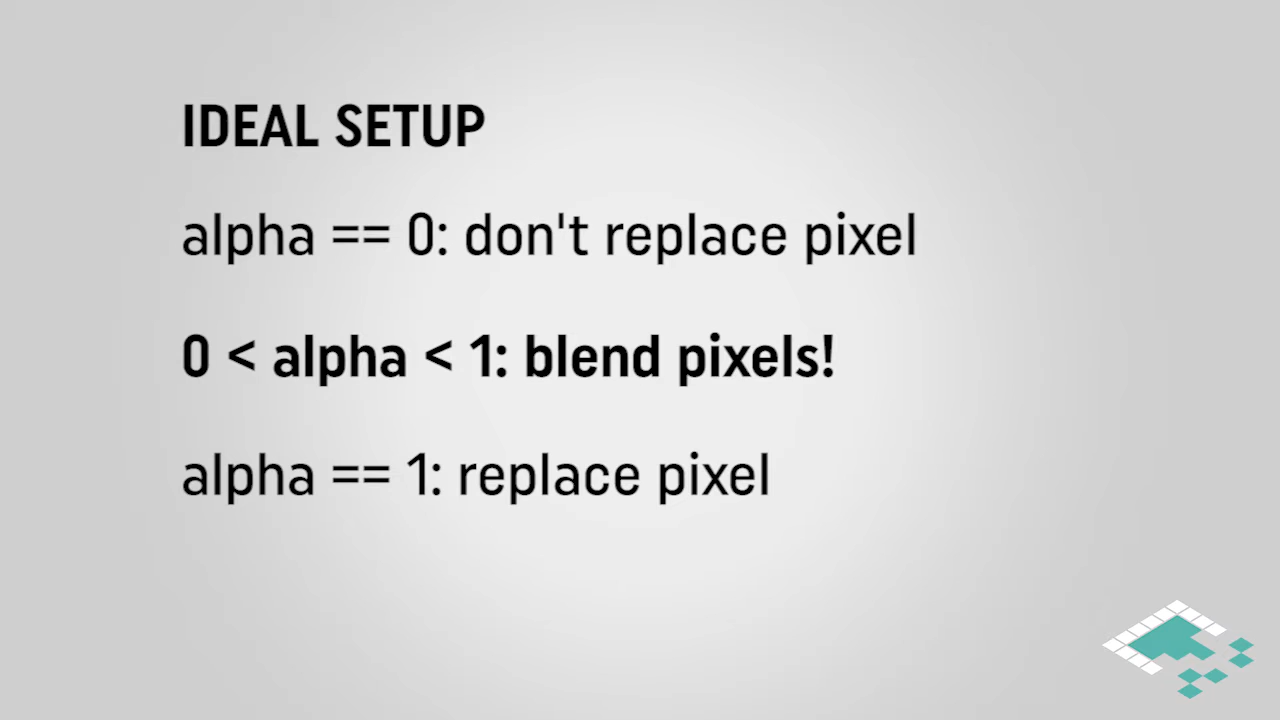 IDEAL SETUP
alpha == 0: don't replace pixel
0 < alpha < 1: blend pixels!
alpha == 1: replace pixel